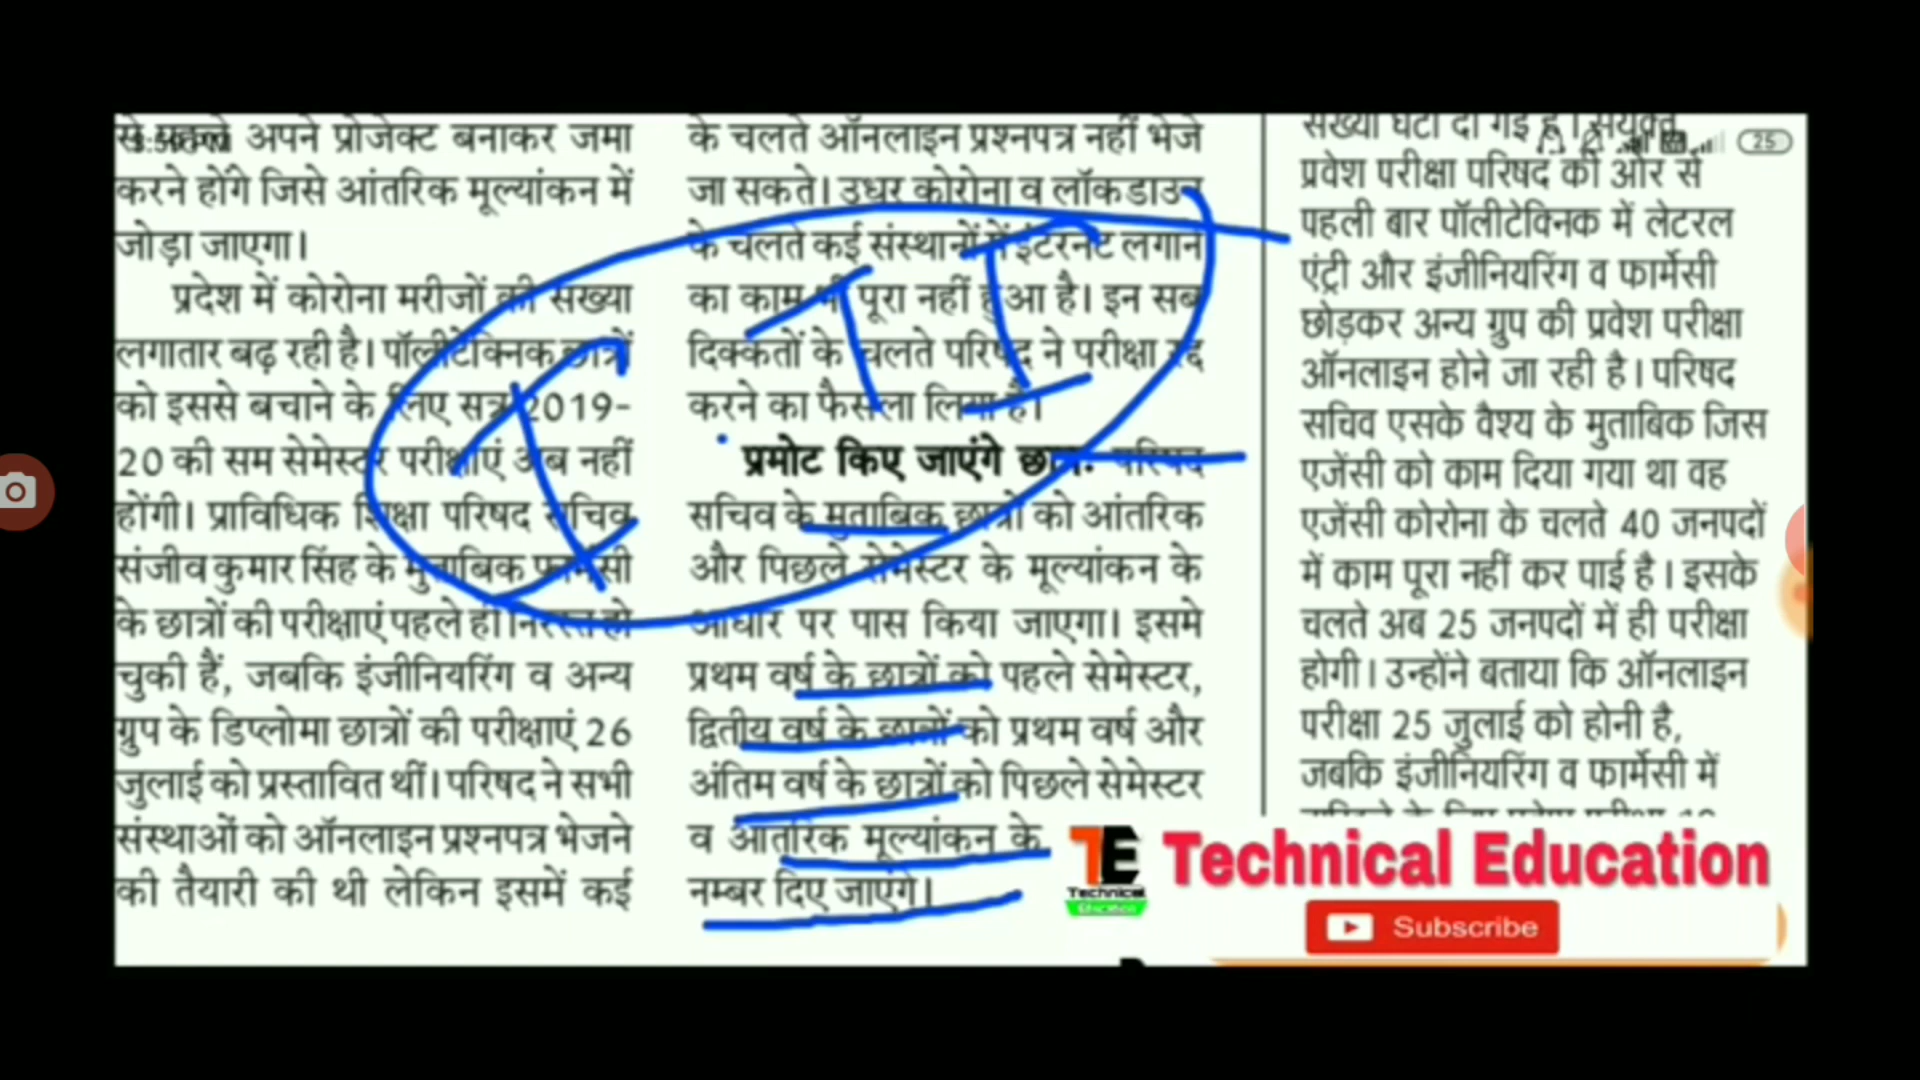 से पहले अपने प्रोजेक्ट बनाकर जमा
करने होंगे जिसे आंतरिक मूल्यांकन में
जोड़ा जाएगा।
प्रदेश में कोरोना मरीजों की संख्या
लगातार बढ़ रही है। पॉलीटेक्निक छात्रों
को इससे बचाने के लिए सत्र 2019-
20 की सम सेमेस्टर परीक्षाएं अब नहीं
होंगी। प्राविधिक शिक्षा परिषद सचिव
संजीव कुमार सिंह के मुताबिक फार्मेसी
के छात्रों की परीक्षाएं पहले ही निरस्त हो
चुकी हैं, जबकि इंजीनियरिंग व अन्य
ग्रुप के डिप्लोमा छात्रों की परीक्षाएं 26
जुलाई को प्रस्तावित थीं। परिषद ने सभी
संस्थाओं को ऑनलाइन प्रश्नपत्र भेजने
की तैयारी की थी लेकिन इसमें कई
के चलते ऑनलाइन प्रश्नपत्र नहीं भेजे
जा सकते। उधर कोरोना व लॉकडाउन
के चलते कई संस्थानों में इंटरनेट लगाने
का काम भी पूरा नहीं हुआ है। इन सब
दिक्कतों के चलते परिषद ने परीक्षा रद्द
करने का फैसला लिया है।
प्रमोट किए जाएंगे छात्र: परिषद
सचिव के मुताबिक छात्रों को आंतरिक
और पिछले सेमेस्टर के मूल्यांकन के
आधार पर पास किया जाएगा। इसमे
प्रथम वर्ष के छात्रों को पहले सेमेस्टर,
द्वितीय वर्ष के छात्रों को प्रथम वर्ष और
अंतिम वर्ष के छात्रों को पिछले सेमेस्टर
व आंतरिक मूल्यांकन के
नम्बर दिए जाएंगे।
संख्या घटा दी गई है। संयुक्त
प्रवेश परीक्षा परिषद की ओर से
पहली बार पॉलीटेक्निक में लेटरल
एंट्री और इंजीनियरिंग व फार्मेसी
छोड़कर अन्य ग्रुप की प्रवेश परीक्षा
ऑनलाइन होने जा रही है। परिषद
सचिव एसके वैश्य के मुताबिक जिस
एजेंसी को काम दिया गया था वह
एजेंसी कोरोना के चलते 40 जनपदों
में काम पूरा नहीं कर पाई है। इसके
चलते अब 25 जनपदों में ही परीक्षा
होगी। उन्होंने बताया कि ऑनलाइन
परीक्षा 25 जुलाई को होनी है,
जबकि इंजीनियरिंग व फार्मेसी में
25
TE Technical Education
Technical
Subscribe